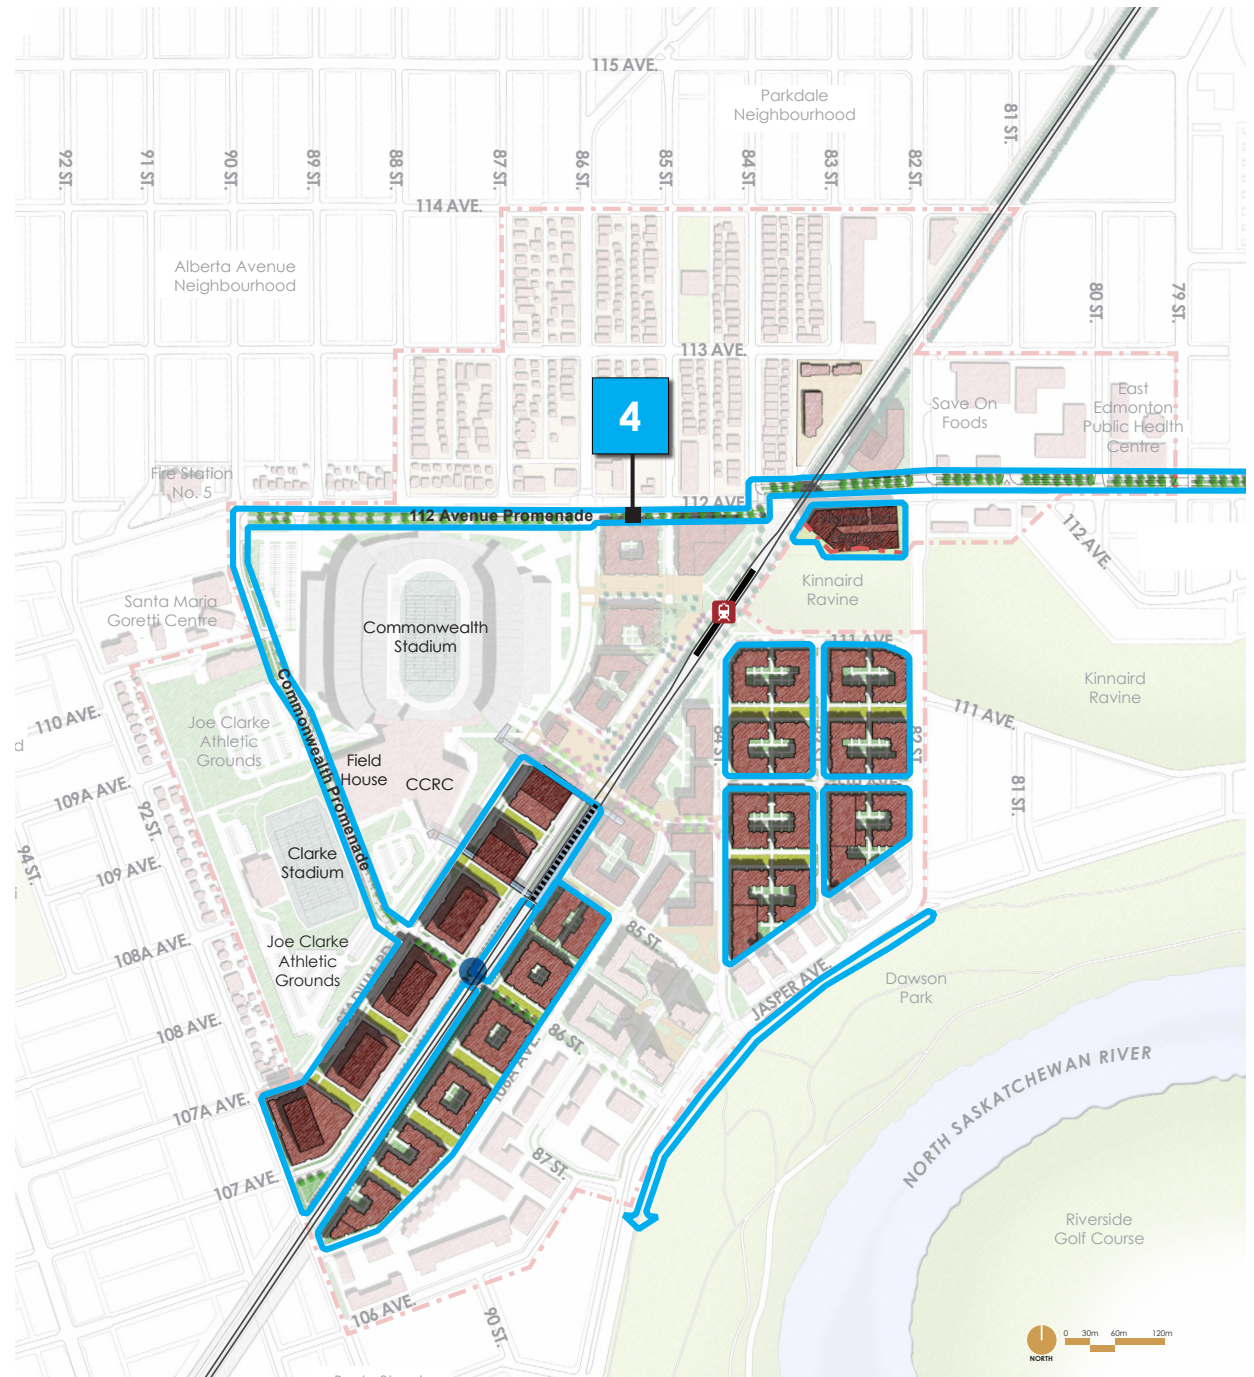 115 AVE.
Parkdale
Neighbourhood
81 ST.
92 ST.
91 ST.
90 ST.
89 ST.
88 ST.
87 ST.
86 ST.
85 ST.
84 ST.
83 ST.
82 ST.
114 AVE.
Alberta Avenue
Neighbourhood
80 ST.
79 ST.
113 AVE.
4
Save On
Foods
East
Edmonton
Public Health
Centre
Fire Station
No. 5
112 AVE.
112 Avenue Promenade
112 AVE.
Kinnaird
Ravine
Santa Maria
Goretti Centre
Commonwealth
Stadium
111 AVE.
Kinnaird
Ravine
110 AVE.
Joe Clarke
Athletic
Grounds
Commonwealth Promenade
84 ST.
111 AVE.
Field
House
CCRC
109A AVE.
92 ST.
81 ST.
94 ST.
109 AVE.
Clarke
Stadium
108A AVE.
Joe Clarke
Athletic
Grounds
85 ST.
STADIUM RD.
JASPER AVE.
Dawson
Park
108 AVE.
86 ST.
NORTH SASKATCHEWAN RIVER
107A AVE.
87 ST.
107 AVE.
Riverside
Golf Course
106 AVE.
90 ST.
0 30m 60m 120m
NORTH